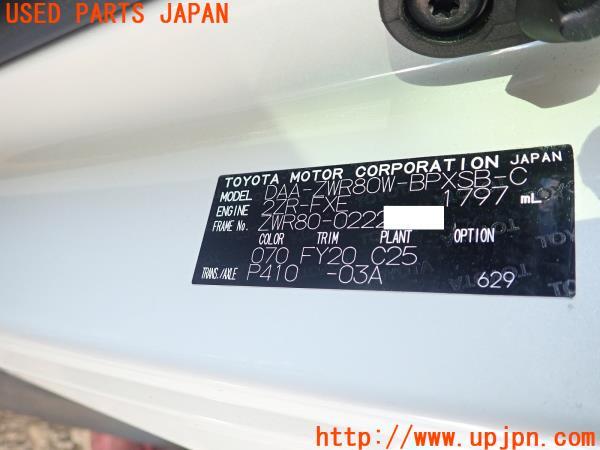 USED PARTS JAPAN
TOYOTA MOTOR CORPORATION JAPAN
MODEL DAA-ZWR80W-BPXSB-C
ENGINE 2ZR-FXE 1797 mL
FRAME No. ZWR80-0222
COLOR TRIM PLANT OPTION
070 FY20 C25
TRANS./AXLE P410 -03A 629
http://www.upjpn.com